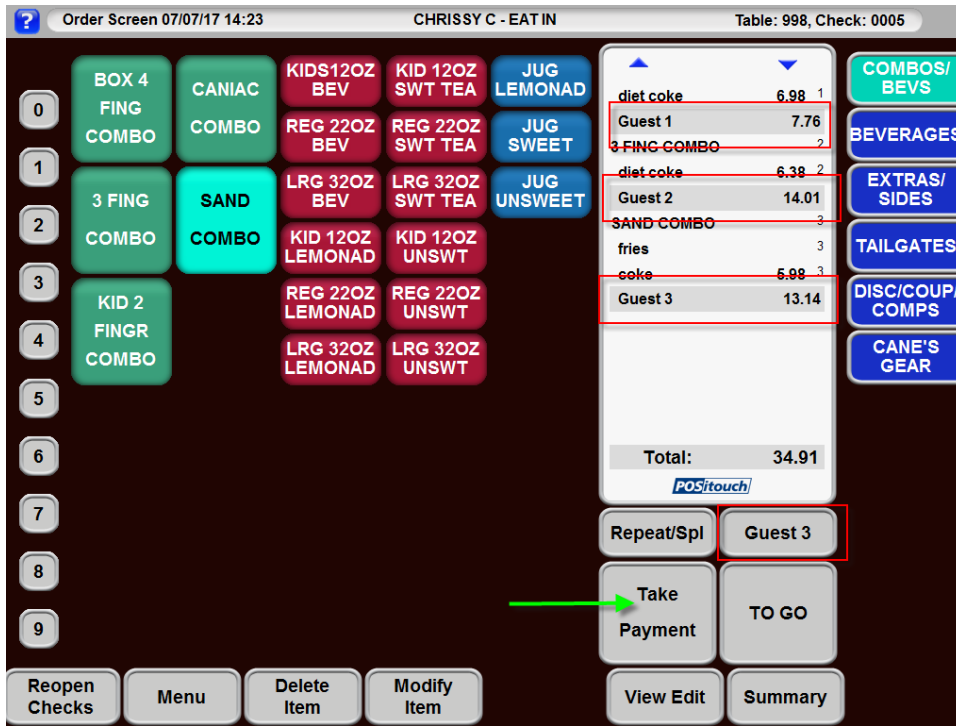 ?
Order Screen 07/07/17 14:23
CHRISSY C - EAT IN
Table: 998, Check: 0005
0
1
2
3
4
5
6
7
8
9
BOX 4
FING
COMBO
CANIAC
COMBO
3 FING
COMBO
SAND
COMBO
KID 2
FINGR
COMBO
KIDS12OZ
BEV
KID 12OZ
SWT TEA
JUG
LEMONAD
REG 22OZ
BEV
REG 22OZ
SWT TEA
JUG
SWEET
LRG 32OZ
BEV
LRG 32OZ
SWT TEA
JUG
UNSWEET
KID 12OZ
LEMONAD
KID 12OZ
UNSWT
REG 22OZ
LEMONAD
REG 22OZ
UNSWT
LRG 32OZ
LEMONAD
LRG 32OZ
UNSWT
diet coke 6.98 1
Guest 1 7.76
3 FING COMBO 2
diet coke 6.38 2
Guest 2 14.01
SAND COMBO 3
fries 3
coke 5.98 3
Guest 3 13.14
Total: 34.91
POSitouch
COMBOS/
BEVS
BEVERAGES
EXTRAS/
SIDES
TAILGATES
DISC/COUP/
COMPS
CANE'S
GEAR
Repeat/Spl
Guest 3
Take
Payment
TO GO
Reopen
Checks
Menu
Delete
Item
Modify
Item
View Edit
Summary